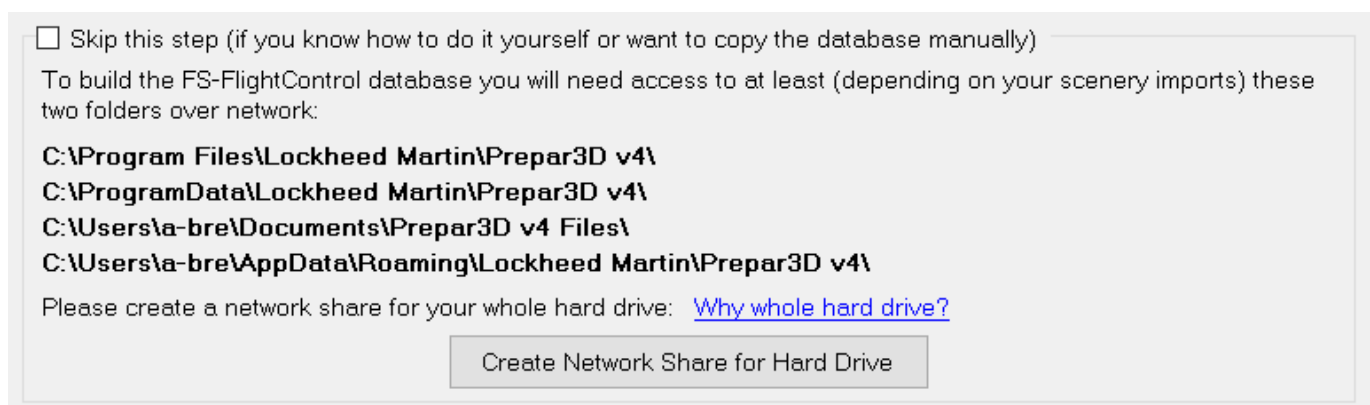 Skip this step (if you know how to do it yourself or want to copy the database manually)
To build the FS-FlightControl database you will need access to at least (depending on your scenery imports) these
two folders over network:
C:\Program Files\Lockheed Martin\Prepar3D v4\
C:\ProgramData\Lockheed Martin\Prepar3D v4\
C:\Users\a-bre\Documents\Prepar3D v4 Files\
C:\Users\a-bre\AppData\Roaming\Lockheed Martin\Prepar3D v4\
Please create a network share for your whole hard drive: Why whole hard drive?
Create Network Share for Hard Drive